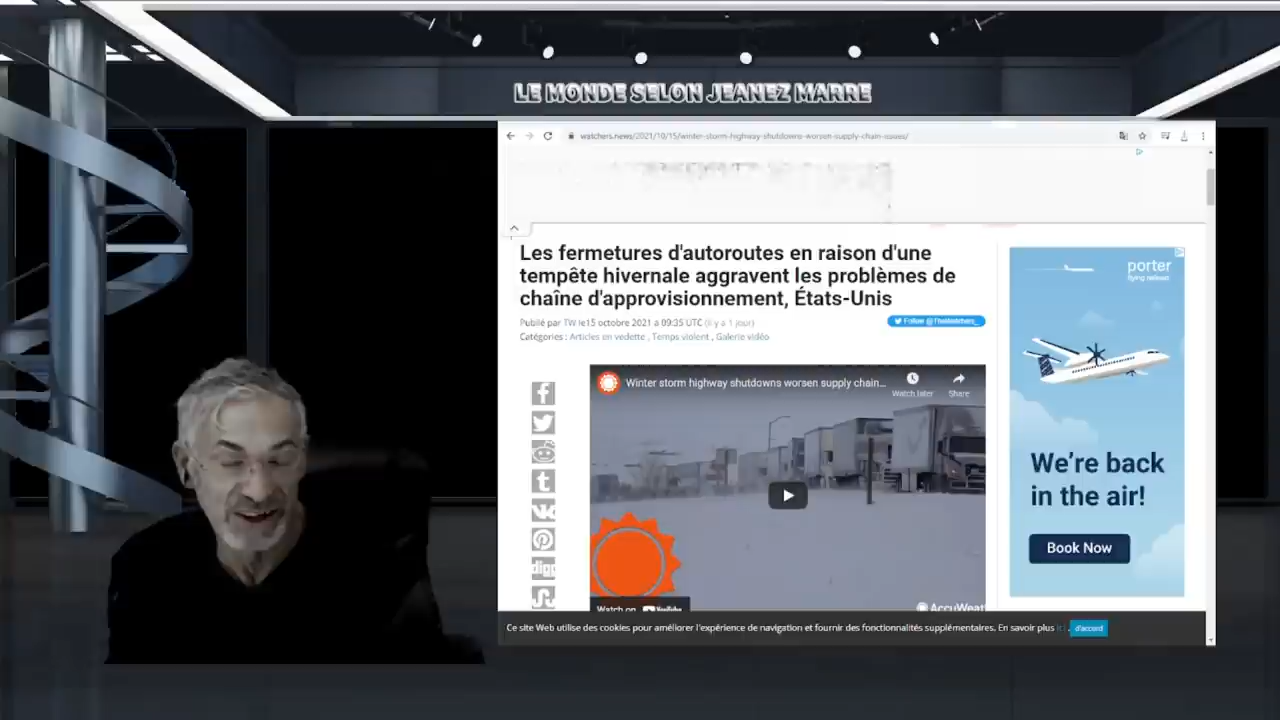 LE MONDE SELON JEANEZ MARRE
watchers.news/2021/10/15/winter-storm-highway-shutdowns-worsen-supply-chain-issues/
Les fermetures d'autoroutes en raison d'une
tempête hivernale aggravent les problèmes de
chaîne d'approvisionnement, États-Unis
Publié par TW le15 octobre 2021 à 09:35 UTC (il y a 1 jour)
Follow @TheWatchers_
Catégories : Articles en vedette , Temps violent , Galerie vidéo
Winter storm highway shutdowns worsen supply chain...
Watch later
Share
digg
Watch on YouTube
AccuWeat
porter
flying refined
We're back
in the air!
Book Now
Ce site Web utilise des cookies pour améliorer l'expérience de navigation et fournir des fonctionnalités supplémentaires. En savoir plus ici .
d'accord